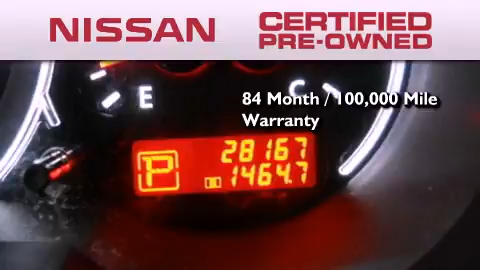 NISSAN
CERTIFIED
PRE-OWNED
E
C
84 Month / 100,000 Mile
Warranty
28167
P
1464.7